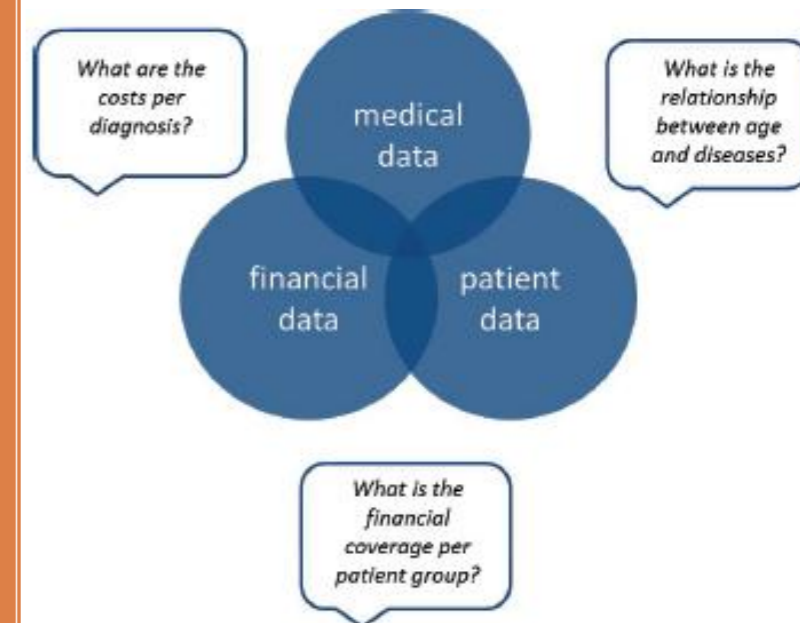 What are the
costs per
diagnosis?
What is the
relationship
between age
and diseases?
medical
data
financial
data
patient
data
What is the
financial
coverage per
patient group?